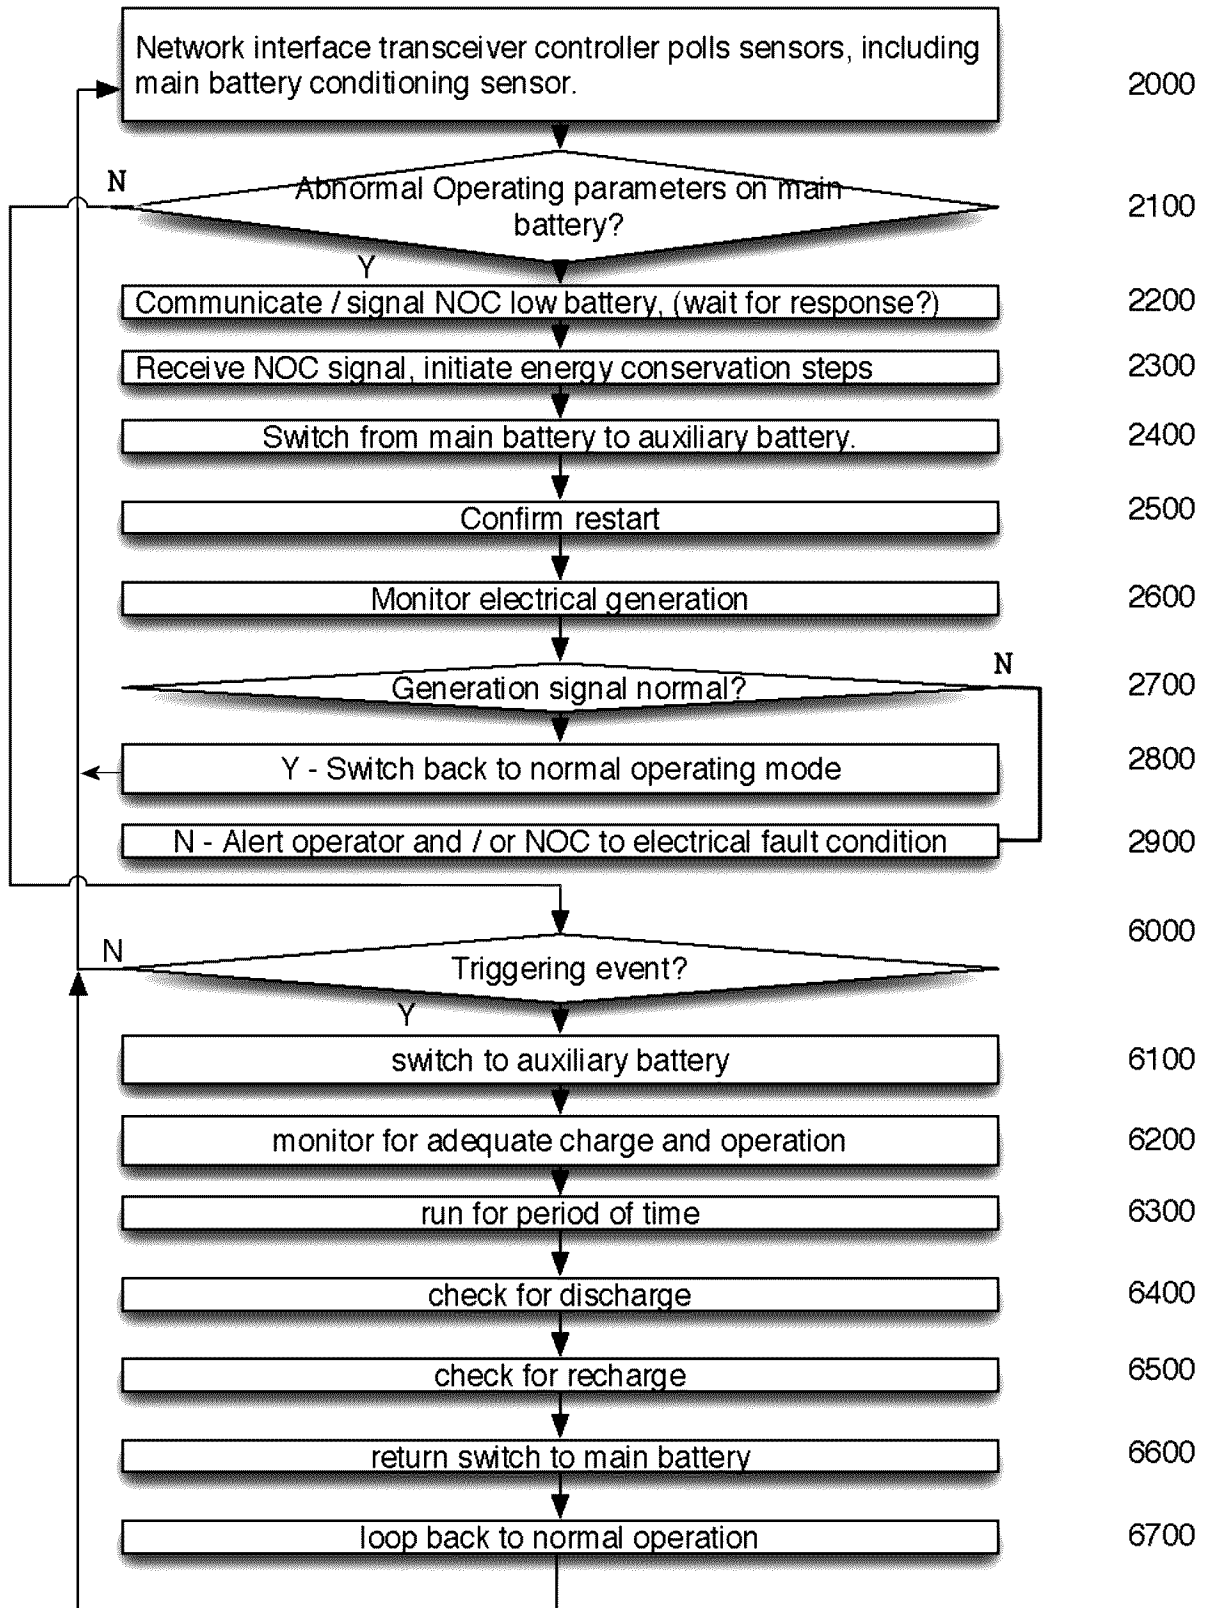 Network interface transceiver controller polls sensors, including
main battery conditioning sensor.
2000
N
Abnormal Operating parameters on main
battery?
2100
Y
Communicate / signal NOC low battery, (wait for response?)
2200
Receive NOC signal, initiate energy conservation steps
2300
Switch from main battery to auxiliary battery.
2400
Confirm restart
2500
Monitor electrical generation
2600
N
Generation signal normal?
2700
Y - Switch back to normal operating mode
2800
N - Alert operator and / or NOC to electrical fault condition
2900
6000
N
Triggering event?
Y
switch to auxiliary battery
6100
monitor for adequate charge and operation
6200
run for period of time
6300
check for discharge
6400
check for recharge
6500
return switch to main battery
6600
loop back to normal operation
6700